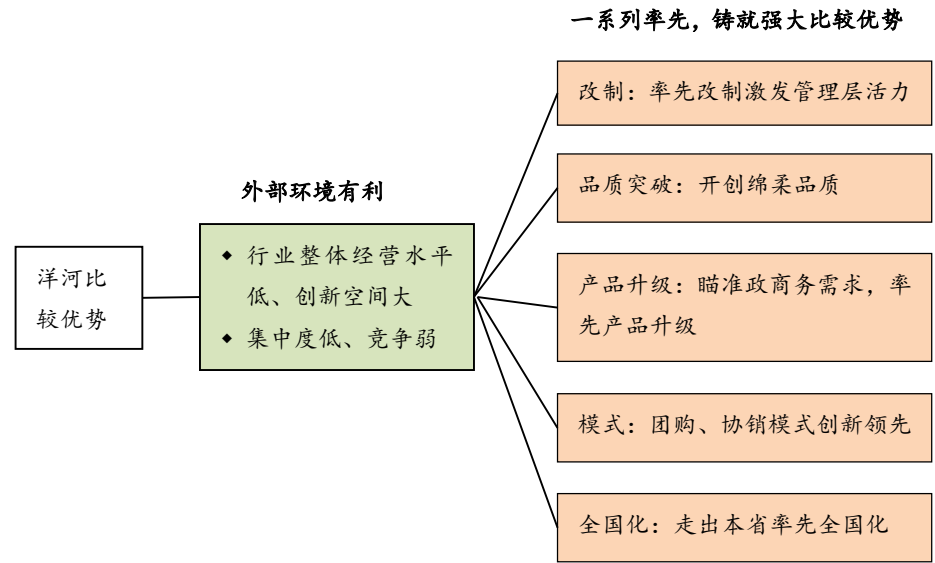 一系列率先，铸就强大比较优势
改制：率先改制激发管理层活力
品质突破：开创绵柔品质
外部环境有利
◆ 行业整体经营水平
低、创新空间大
◆ 集中度低、竞争弱
洋河比
较优势
产品升级：瞄准政商务需求，率
先产品升级
模式：团购、协销模式创新领先
全国化：走出本省率先全国化